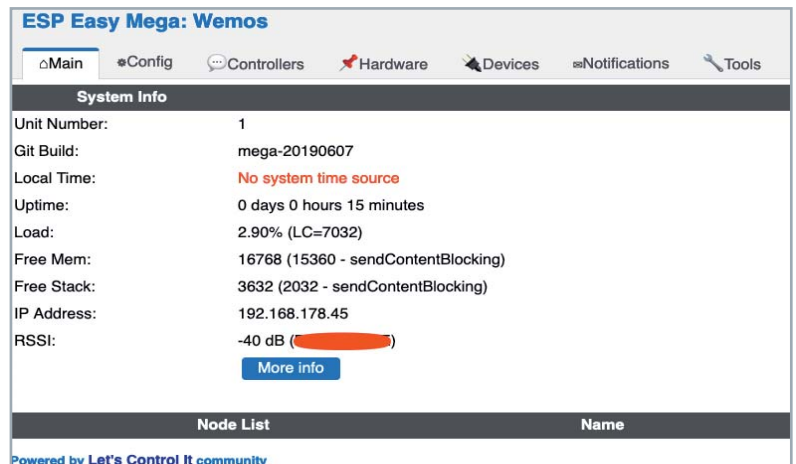 ESP Easy Mega: Wemos
Main Config Controllers Hardware Devices Notifications Tools
System Info
Unit Number: 1
Git Build: mega-20190607
Local Time: No system time source
Uptime: 0 days 0 hours 15 minutes
Load: 2.90% (LC=7032)
Free Mem: 16768 (15360 - sendContentBlocking)
Free Stack: 3632 (2032 - sendContentBlocking)
IP Address: 192.168.178.45
RSSI: -40 dB ( )
More info
Node List Name
Powered by Let's Control It community